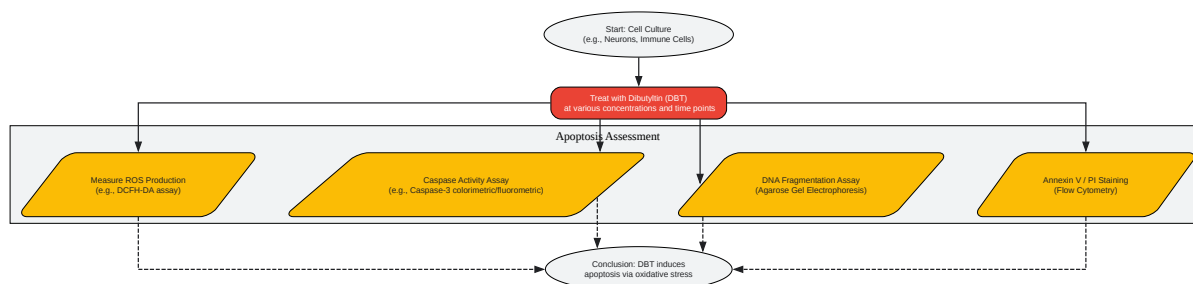 Start: Cell Culture
(e.g., Neurons, Immune Cells)
Treat with Dibutyltin (DBT)
at various concentrations and time points
Apoptosis Assessment
Measure ROS Production
(e.g., DCFH-DA assay)
Caspase Activity Assay
(e.g., Caspase-3 colorimetric/fluorometric)
DNA Fragmentation Assay
(Agarose Gel Electrophoresis)
Annexin V / PI Staining
(Flow Cytometry)
Conclusion: DBT induces
apoptosis via oxidative stress